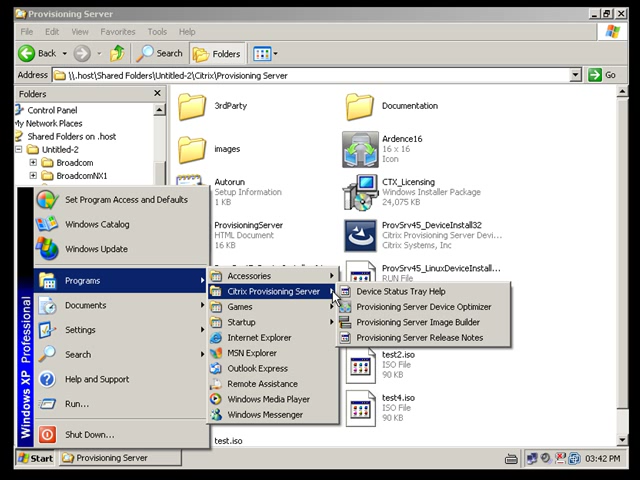 Provisioning Server
File Edit View Favorites Tools Help
Back Search Folders
Address \\.host\Shared Folders\Untitled-2\Citrix\Provisioning Server Go
Folders
Control Panel
My Network Places
Shared Folders on .host
Untitled-2
Broadcom
BroadcomNX1
3rdParty
Documentation
images
Ardence16
16 x 16
Icon
Autorun
Setup Information
1 KB
CTX_Licensing
Windows Installer Package
24,075 KB
ProvisioningServer
HTML Document
16 KB
ProvSrv45_DeviceInstall32
Citrix Provisioning Server Devi...
Citrix Systems, Inc
ProvSrv45_LinuxDeviceInstall...
RUN File
test2.iso
ISO File
90 KB
test4.iso
ISO File
90 KB
test.iso
Windows XP Professional
Set Program Access and Defaults
Windows Catalog
Windows Update
Programs
Documents
Settings
Search
Help and Support
Run...
Shut Down...
Accessories
Citrix Provisioning Server
Games
Startup
Internet Explorer
MSN Explorer
Outlook Express
Remote Assistance
Windows Media Player
Windows Messenger
Device Status Tray Help
Provisioning Server Device Optimizer
Provisioning Server Image Builder
Provisioning Server Release Notes
Start Provisioning Server 03:42 PM